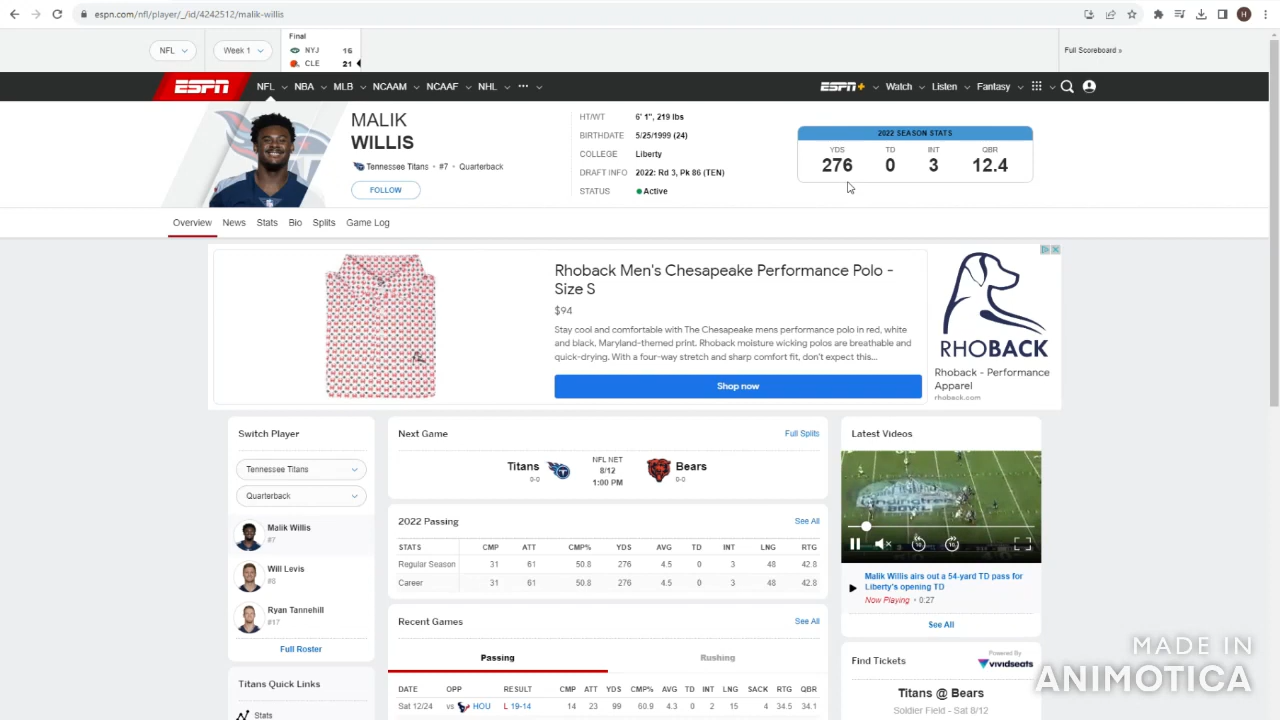 espn.com/nfl/player/_/id/4242512/malik-willis
H
NFL
Week 1
Final
NYJ 16
CLE 21
Full Scoreboard »
ESPN
NFL NBA MLB NCAAM NCAAF NHL •••
ESPN+ Watch Listen Fantasy
MALIK
WILLIS
Tennessee Titans • #7 • Quarterback
FOLLOW
HT/WT 6' 1", 219 lbs
BIRTHDATE 5/25/1999 (24)
COLLEGE Liberty
DRAFT INFO 2022: Rd 3, Pk 86 (TEN)
STATUS Active
2022 SEASON STATS
YDS TD INT QBR
276 0 3 12.4
Overview News Stats Bio Splits Game Log
Rhoback Men's Chesapeake Performance Polo -
Size S
$94
Stay cool and comfortable with The Chesapeake mens performance polo in red, white
and black, Maryland-themed print. Rhoback moisture wicking polos are breathable and
quick-drying. With a four-way stretch and sharp comfort fit, don't expect this...
Shop now
RHOBACK
Rhoback - Performance
Apparel
rhoback.com
Switch Player
Tennessee Titans
Quarterback
Malik Willis
#7
Will Levis
#8
Ryan Tannehill
#17
Full Roster
Titans Quick Links
Stats
Next Game Full Splits
Titans
0-0
NFL NET
8/12
1:00 PM
Bears
0-0
2022 Passing See All
STATS CMP ATT CMP% YDS AVG TD INT LNG RTG
Regular Season 31 61 50.8 276 4.5 0 3 48 42.8
Career 31 61 50.8 276 4.5 0 3 48 42.8
Recent Games See All
Passing Rushing
DATE OPP RESULT CMP ATT YDS CMP% AVG TD INT LNG SACK RTG QBR
Sat 12/24 vs HOU L 19-14 14 23 99 60.9 4.3 0 2 15 4 34.5 34.1
Latest Videos
10 10
Malik Willis airs out a 54-yard TD pass for
Liberty's opening TD
Now Playing • 0:27
See All
Find Tickets
Powered By
vividseats
Titans @ Bears
Soldier Field - Sat 8/12
MADE IN
ANIMOTICA